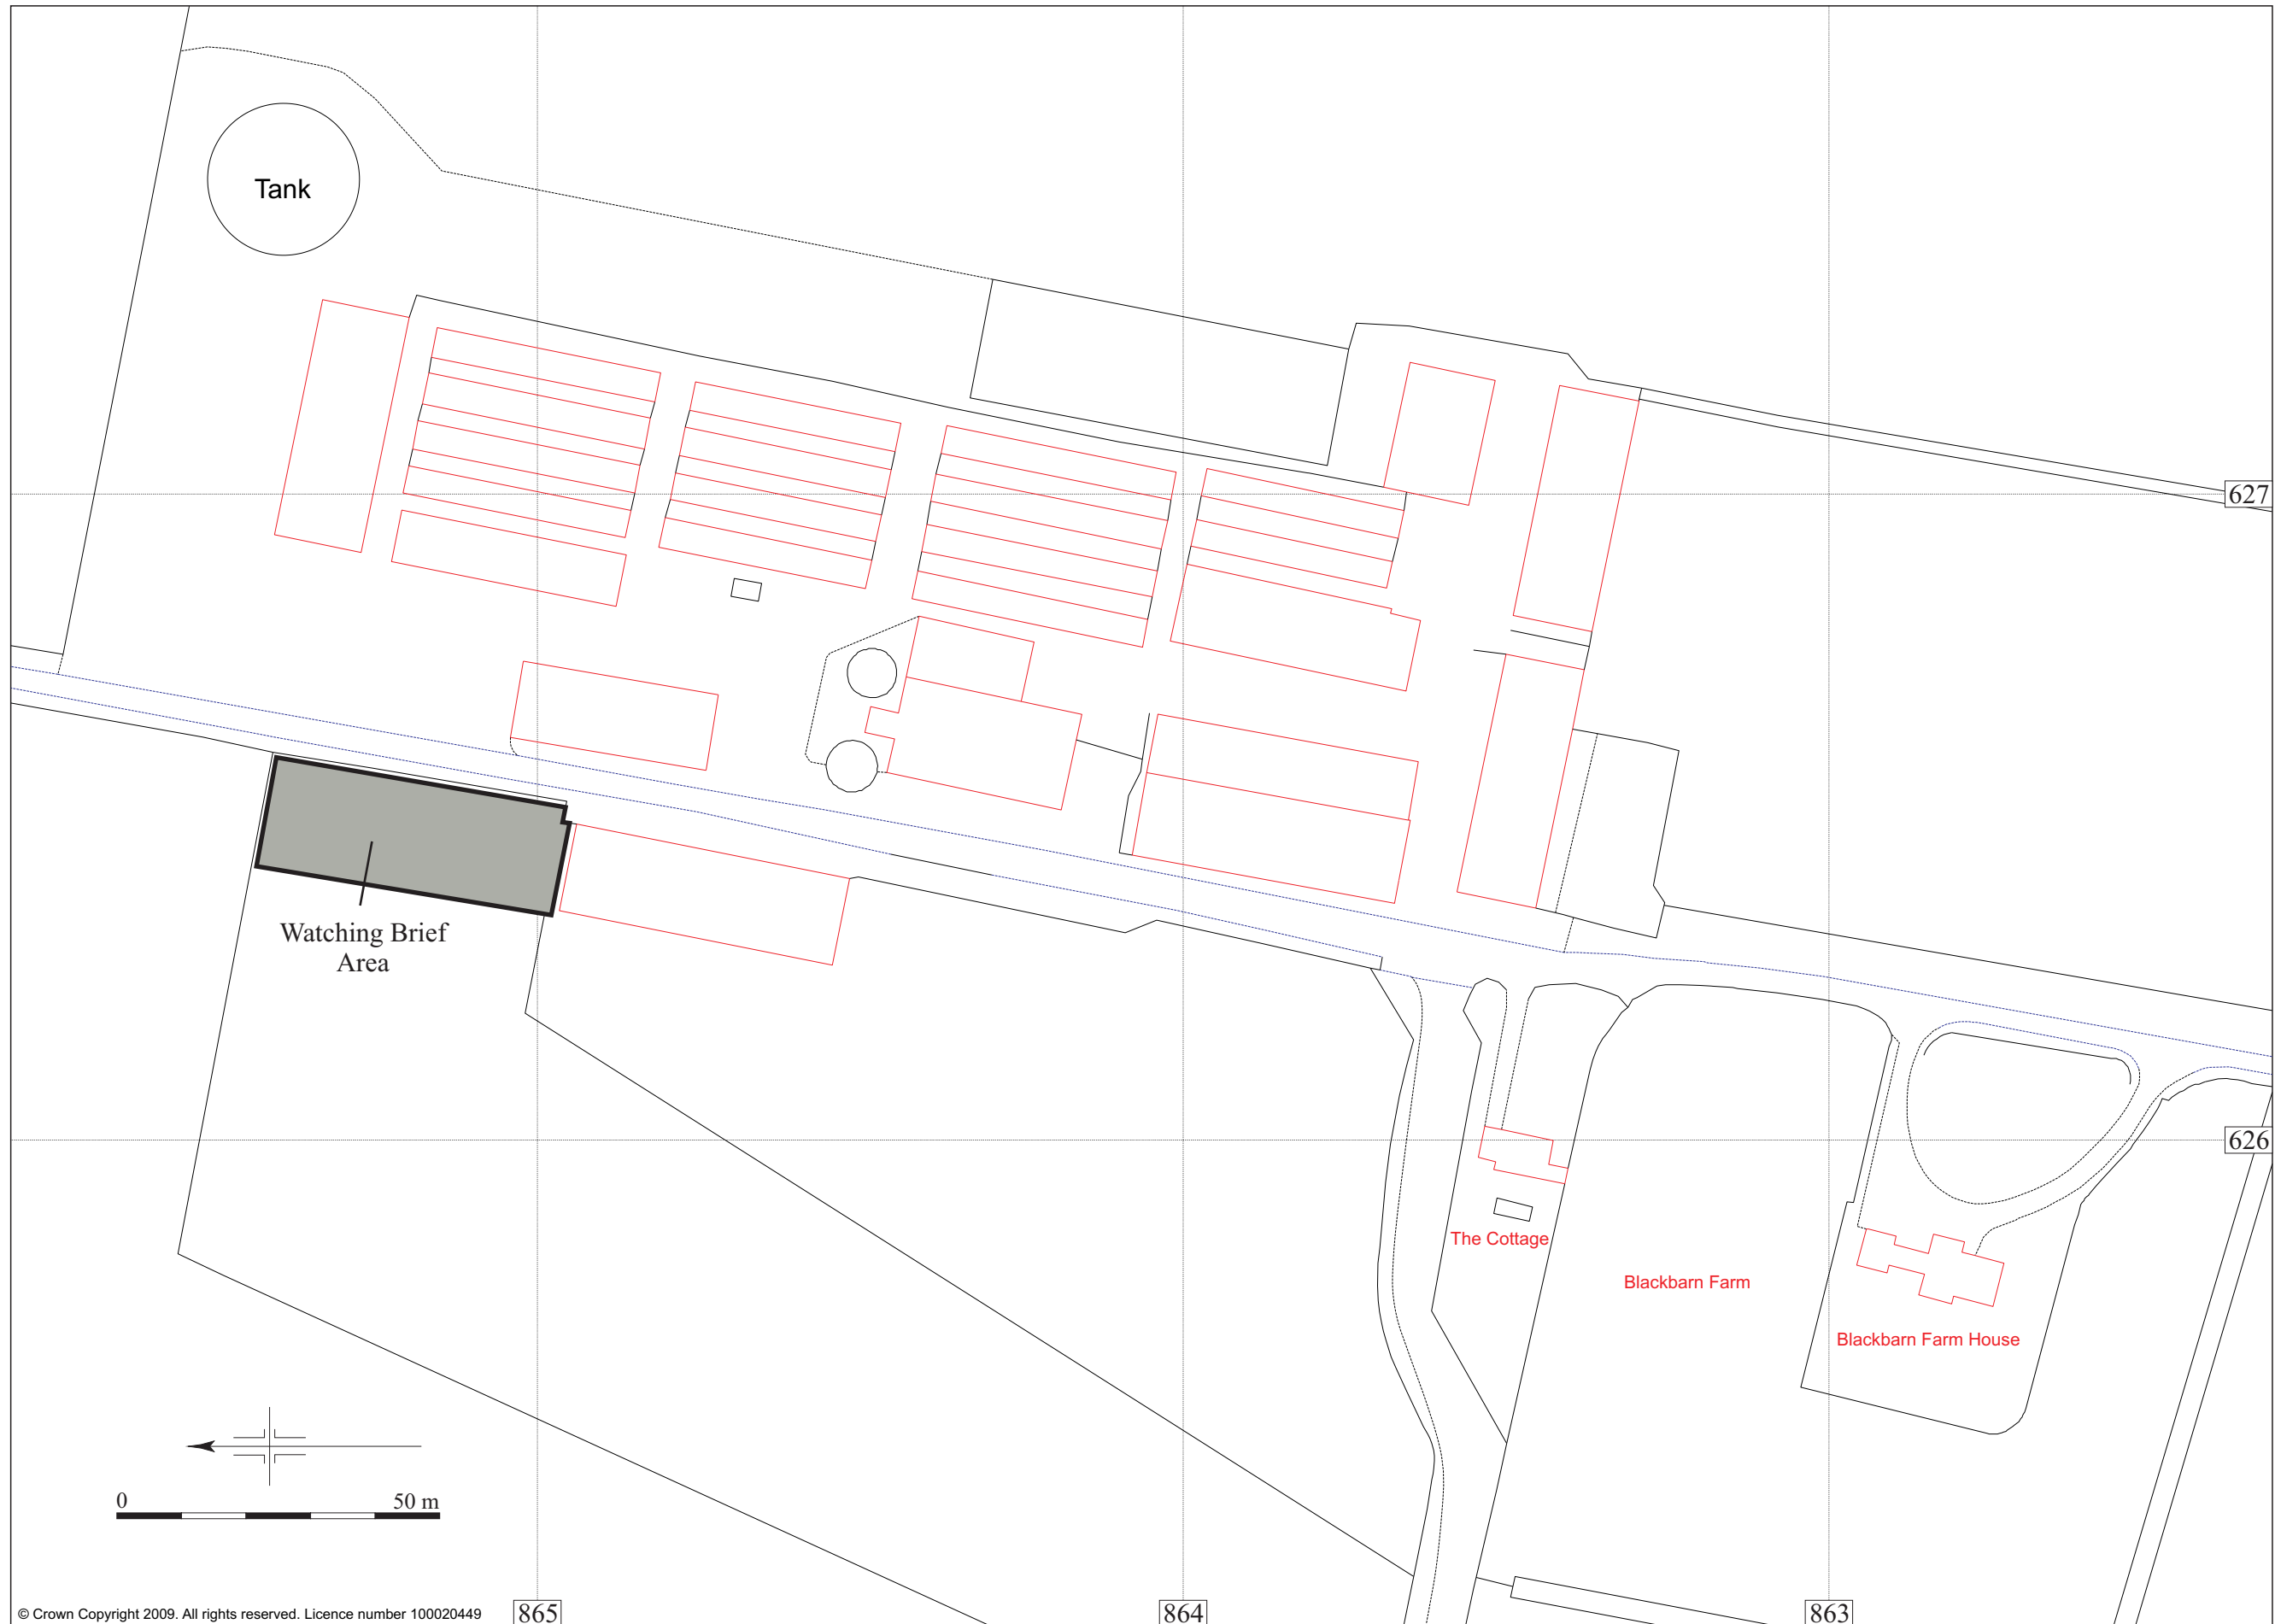 Tank
627
Watching Brief
Area
626
The Cottage
Blackbarn Farm
Blackbarn Farm House
0
50 m
© Crown Copyright 2009. All rights reserved. Licence number 100020449
865
864
863